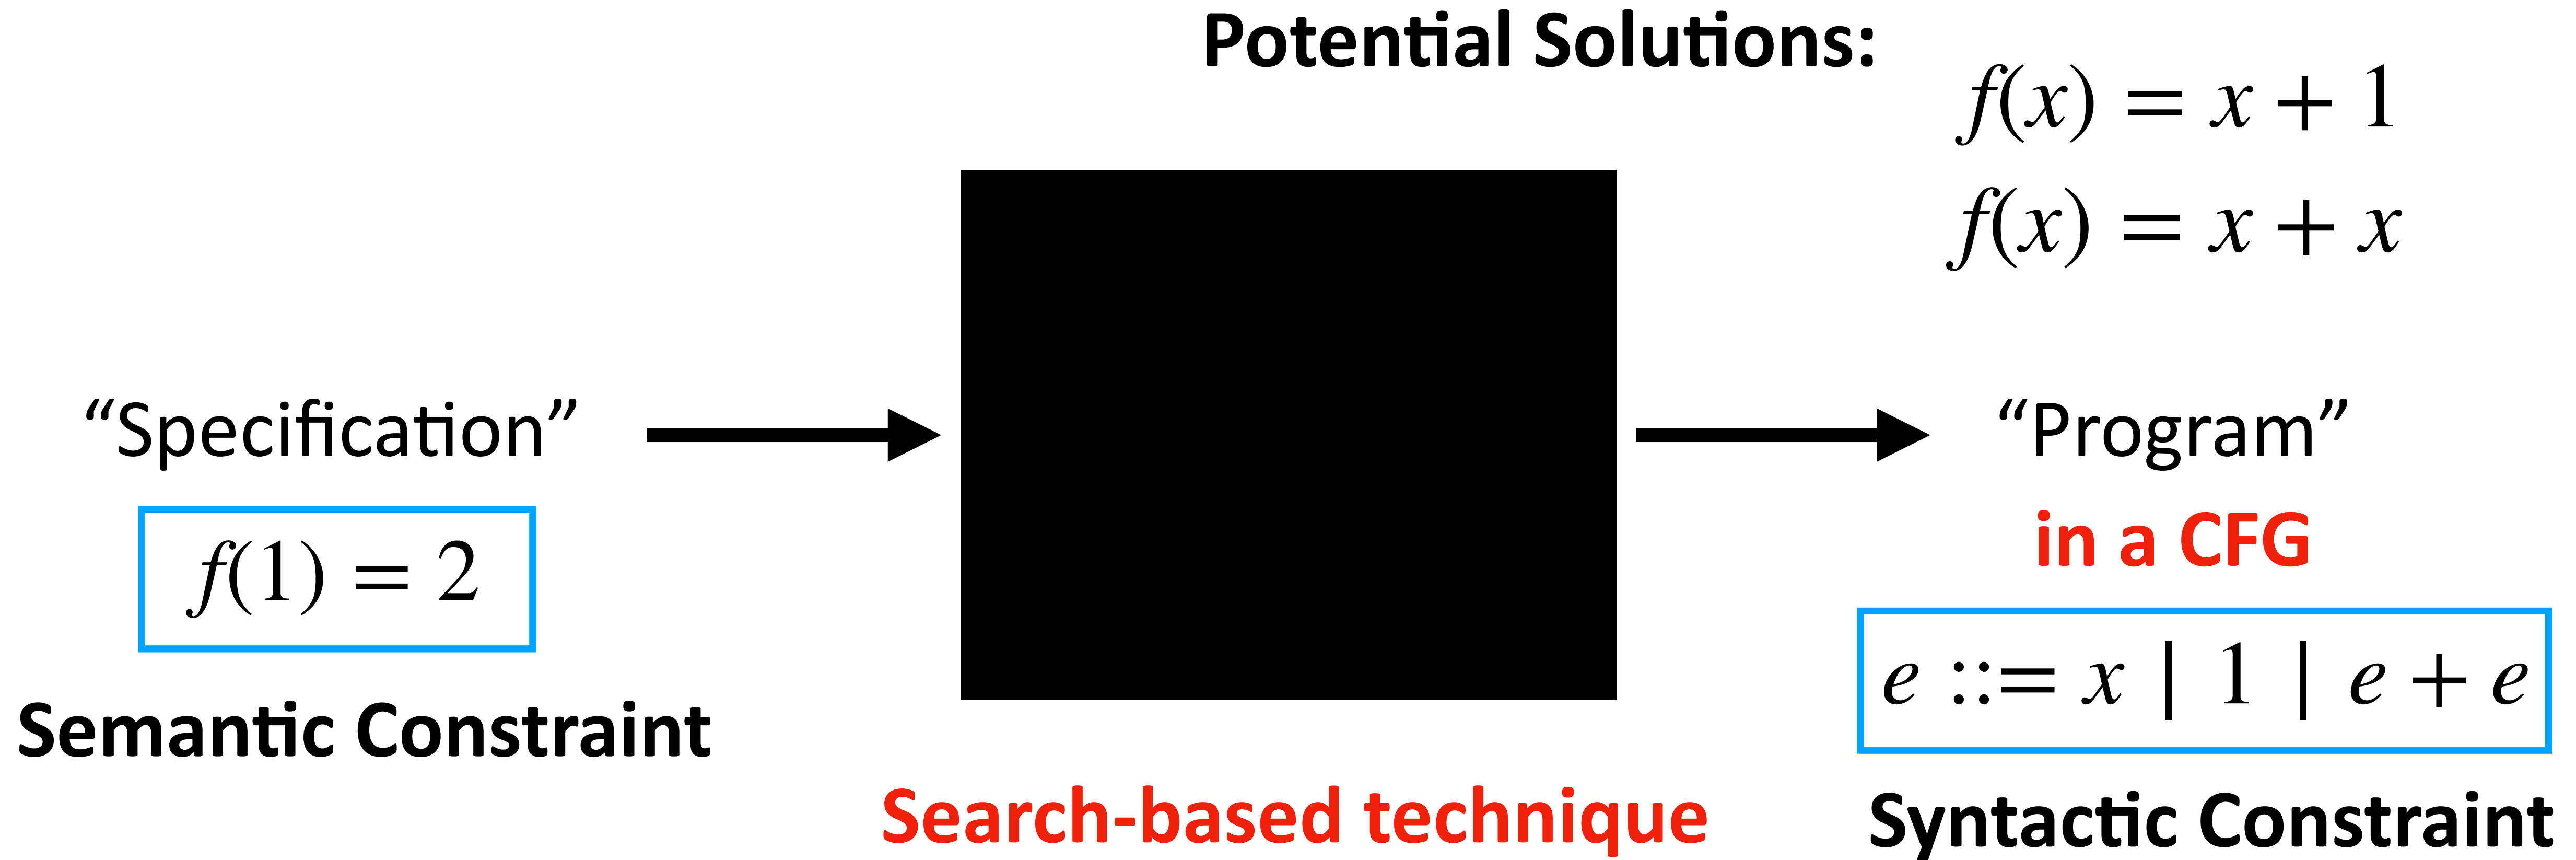 Potential Solutions:
f(x) = x + 1
f(x) = x + x
“Specification”
“Program”
f(1) = 2
in a CFG
e ::= x | 1 | e + e
Semantic Constraint
Search-based technique
Syntactic Constraint